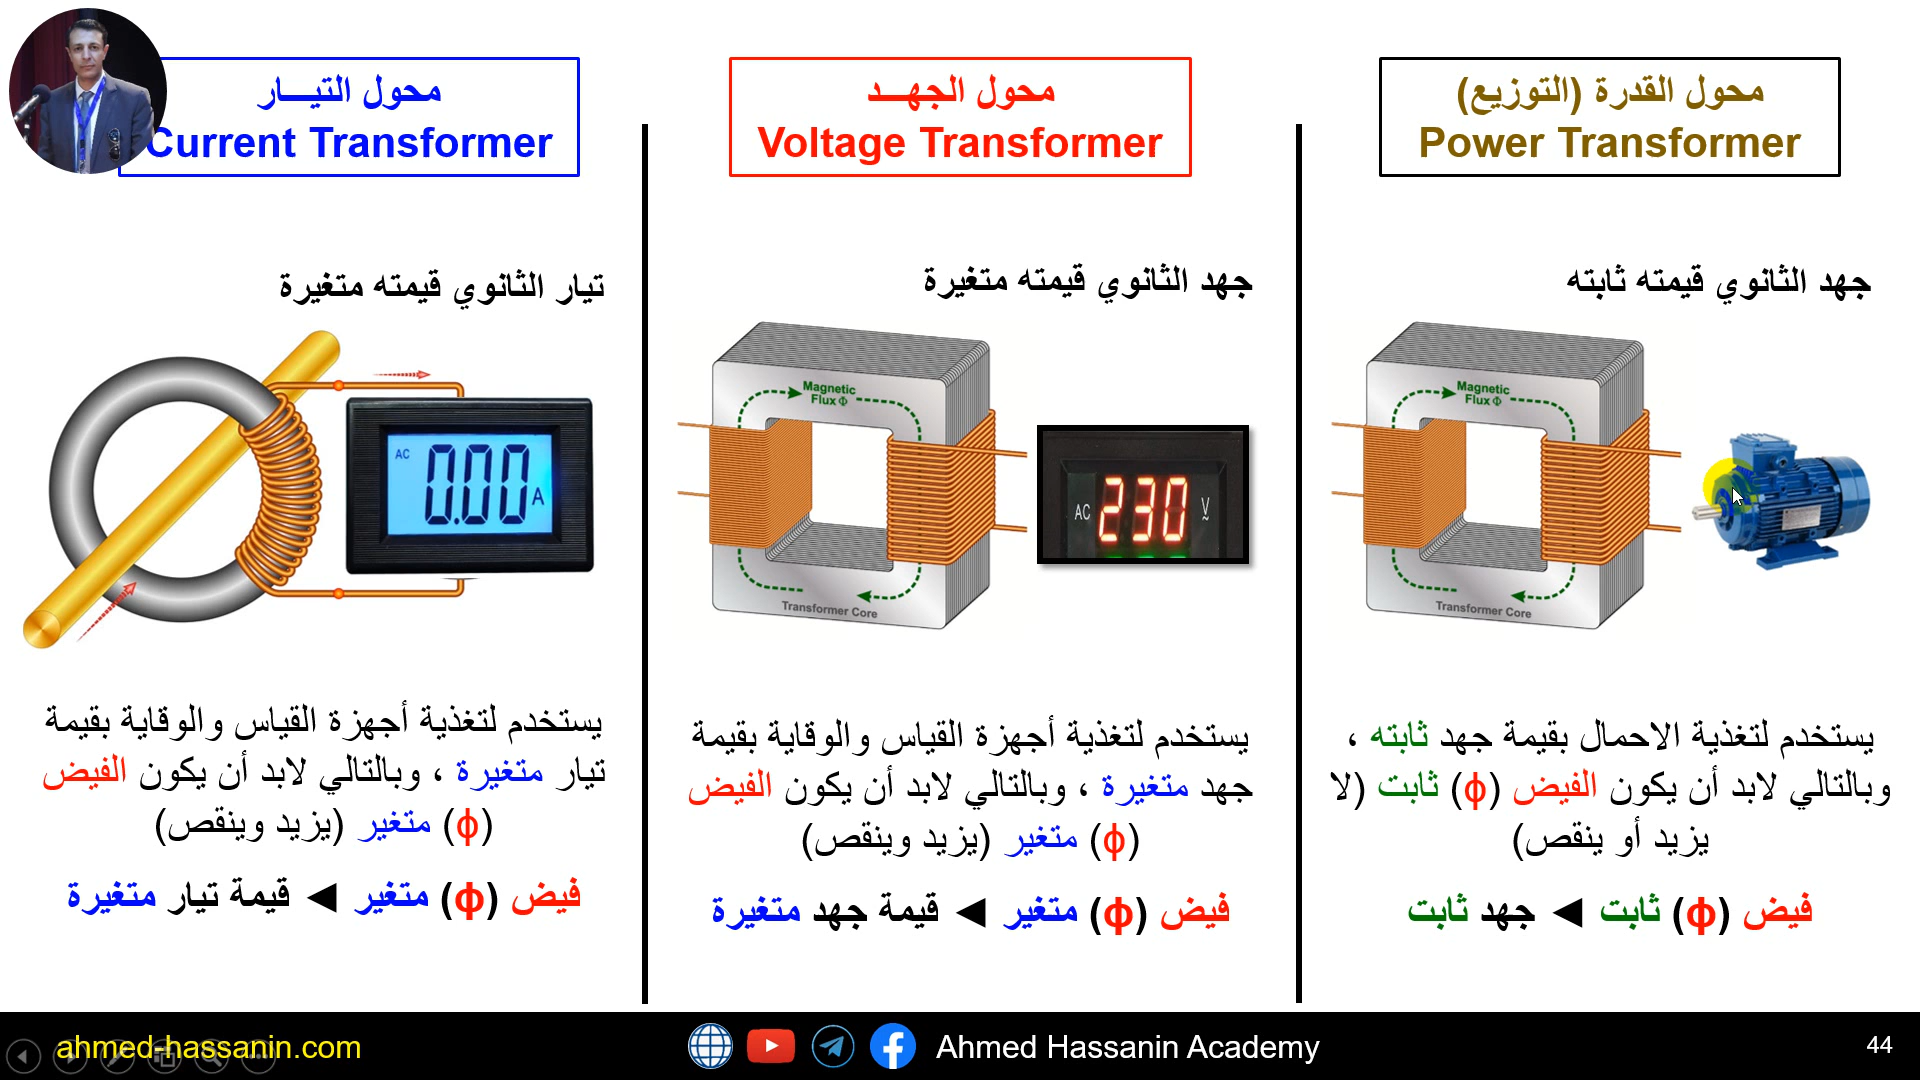 محول القدرة (التوزيع)
Power Transformer
جهد الثانوي قيمته ثابته
Magnetic
Flux Φ
Transformer Core
يستخدم لتغذية الاحمال بقيمة جهد ثابته ،
وبالتالي لابد أن يكون الفيض (ϕ) ثابت (لا
يزيد أو ينقص)
فيض (ϕ) ثابت ◄ جهد ثابت
محول الجهـــد
Voltage Transformer
جهد الثانوي قيمته متغيرة
Magnetic
Flux Φ
Transformer Core
AC 230 V~
يستخدم لتغذية أجهزة القياس والوقاية بقيمة
جهد متغيرة ، وبالتالي لابد أن يكون الفيض
(ϕ) متغير (يزيد وينقص)
فيض (ϕ) متغير ◄ قيمة جهد متغيرة
محول التيـــار
Current Transformer
تيار الثانوي قيمته متغيرة
AC 0.00 A
يستخدم لتغذية أجهزة القياس والوقاية بقيمة
تيار متغيرة ، وبالتالي لابد أن يكون الفيض
(ϕ) متغير (يزيد وينقص)
فيض (ϕ) متغير ◄ قيمة تيار متغيرة
ahmed-hassanin.com
Ahmed Hassanin Academy
44